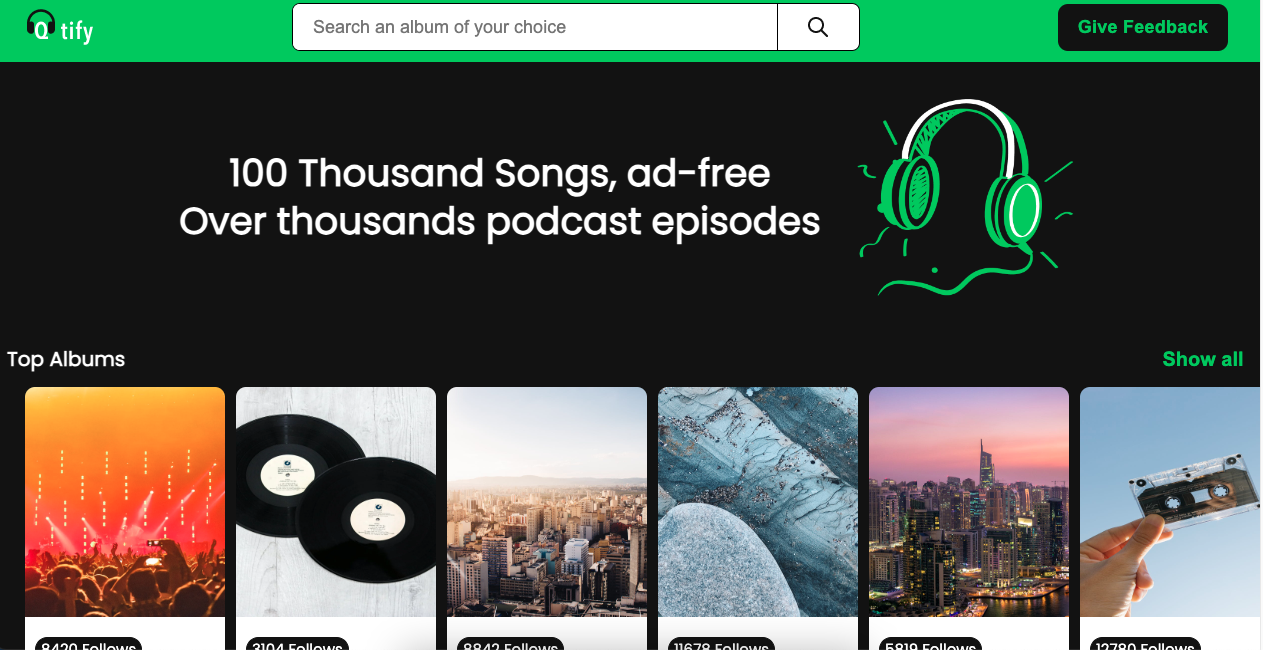 Qtify
Search an album of your choice
Give Feedback
100 Thousand Songs, ad-free
Over thousands podcast episodes
Top Albums
Show all
8420 Follows
3104 Follows
8842 Follows
11678 Follows
5819 Follows
12780 Follows